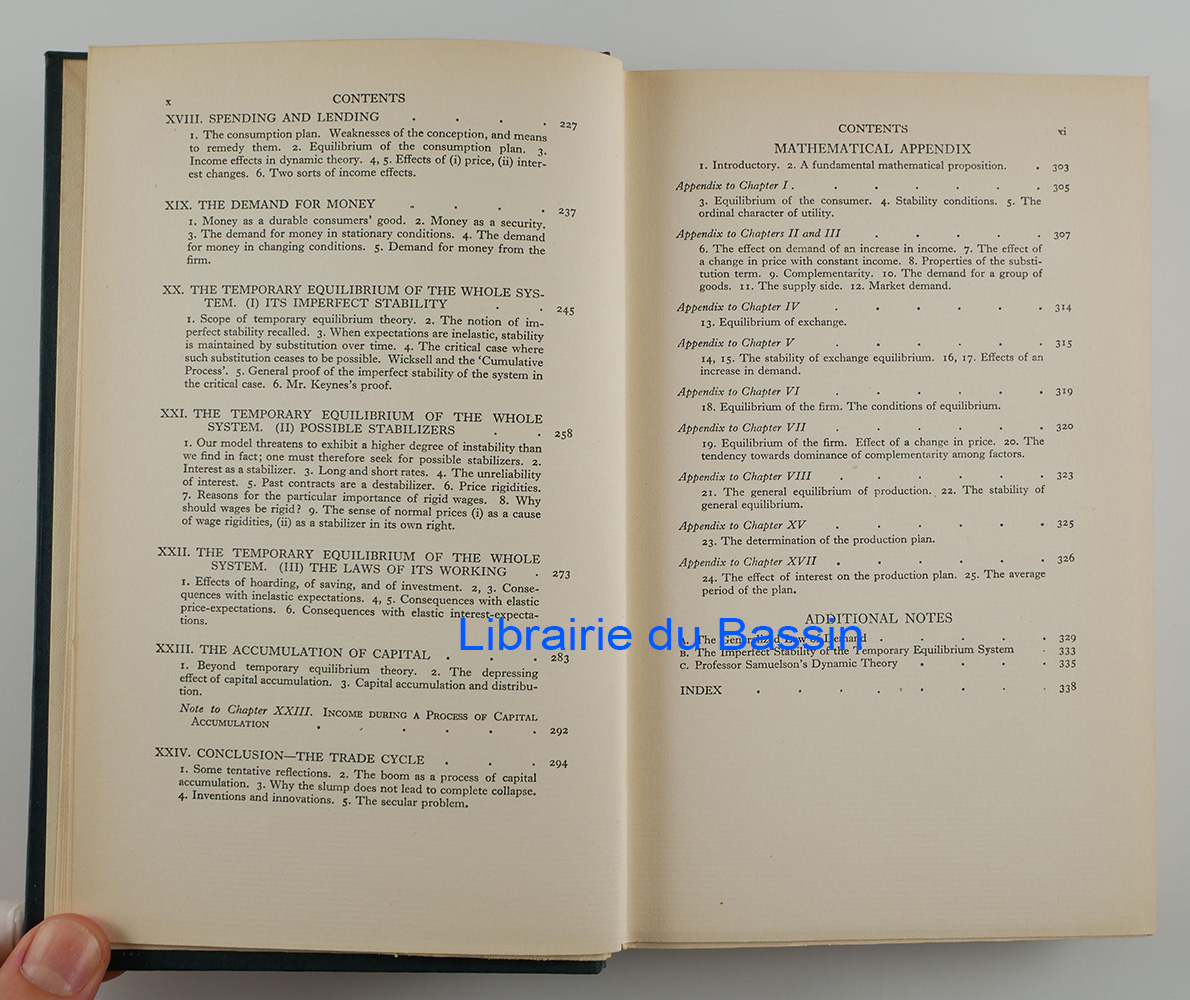 x CONTENTS
XVIII. SPENDING AND LENDING . . . . 227
1. The consumption plan. Weaknesses of the conception, and means
to remedy them. 2. Equilibrium of the consumption plan. 3.
Income effects in dynamic theory. 4, 5. Effects of (i) price, (ii) inter-
est changes. 6. Two sorts of income effects.
XIX. THE DEMAND FOR MONEY . . . . 237
1. Money as a durable consumers' good. 2. Money as a security.
3. The demand for money in stationary conditions. 4. The demand
for money in changing conditions. 5. Demand for money from the
firm.
XX. THE TEMPORARY EQUILIBRIUM OF THE WHOLE SYS-
TEM. (I) ITS IMPERFECT STABILITY . . 245
1. Scope of temporary equilibrium theory. 2. The notion of im-
perfect stability recalled. 3. When expectations are inelastic, stability
is maintained by substitution over time. 4. The critical case where
such substitution ceases to be possible. Wicksell and the 'Cumulative
Process'. 5. General proof of the imperfect stability of the system in
the critical case. 6. Mr. Keynes's proof.
XXI. THE TEMPORARY EQUILIBRIUM OF THE WHOLE
SYSTEM. (II) POSSIBLE STABILIZERS . . 258
1. Our model threatens to exhibit a higher degree of instability than
we find in fact; one must therefore seek for possible stabilizers. 2.
Interest as a stabilizer. 3. Long and short rates. 4. The unreliability
of interest. 5. Past contracts are a destabilizer. 6. Price rigidities.
7. Reasons for the particular importance of rigid wages. 8. Why
should wages be rigid? 9. The sense of normal prices (i) as a cause
of wage rigidities, (ii) as a stabilizer in its own right.
XXII. THE TEMPORARY EQUILIBRIUM OF THE WHOLE
SYSTEM. (III) THE LAWS OF ITS WORKING . 273
1. Effects of hoarding, of saving, and of investment. 2, 3. Conse-
quences with inelastic expectations. 4, 5. Consequences with elastic
price-expectations. 6. Consequences with elastic interest-expecta-
tions.
XXIII. THE ACCUMULATION OF CAPITAL . . . 283
1. Beyond temporary equilibrium theory. 2. The depressing
effect of capital accumulation. 3. Capital accumulation and distribu-
tion.
Note to Chapter XXIII. INCOME DURING A PROCESS OF CAPITAL
ACCUMULATION . . . . . . 292
XXIV. CONCLUSION—THE TRADE CYCLE . . . 294
1. Some tentative reflections. 2. The boom as a process of capital
accumulation. 3. Why the slump does not lead to complete collapse.
4. Inventions and innovations. 5. The secular problem.
CONTENTS xi
MATHEMATICAL APPENDIX
1. Introductory. 2. A fundamental mathematical proposition. . 303
Appendix to Chapter I . . . . . . . 305
3. Equilibrium of the consumer. 4. Stability conditions. 5. The
ordinal character of utility.
Appendix to Chapters II and III . . . . . 307
6. The effect on demand of an increase in income. 7. The effect of
a change in price with constant income. 8. Properties of the substi-
tution term. 9. Complementarity. 10. The demand for a group of
goods. 11. The supply side. 12. Market demand.
Appendix to Chapter IV . . . . . . 314
13. Equilibrium of exchange.
Appendix to Chapter V . . . . . . 315
14, 15. The stability of exchange equilibrium. 16, 17. Effects of an
increase in demand.
Appendix to Chapter VI . . . . . . 319
18. Equilibrium of the firm. The conditions of equilibrium.
Appendix to Chapter VII . . . . . . 320
19. Equilibrium of the firm. Effect of a change in price. 20. The
tendency towards dominance of complementarity among factors.
Appendix to Chapter VIII . . . . . . 323
21. The general equilibrium of production. 22. The stability of
general equilibrium.
Appendix to Chapter XV . . . . . . 325
23. The determination of the production plan.
Appendix to Chapter XVII . . . . . . 326
24. The effect of interest on the production plan. 25. The average
period of the plan.
ADDITIONAL NOTES
A. The Generalized Law of Demand . . . . . 329
B. The Imperfect Stability of the Temporary Equilibrium System . 333
C. Professor Samuelson's Dynamic Theory . . . . 335
INDEX . . . . . . . . . 338
Librairie du Bassin